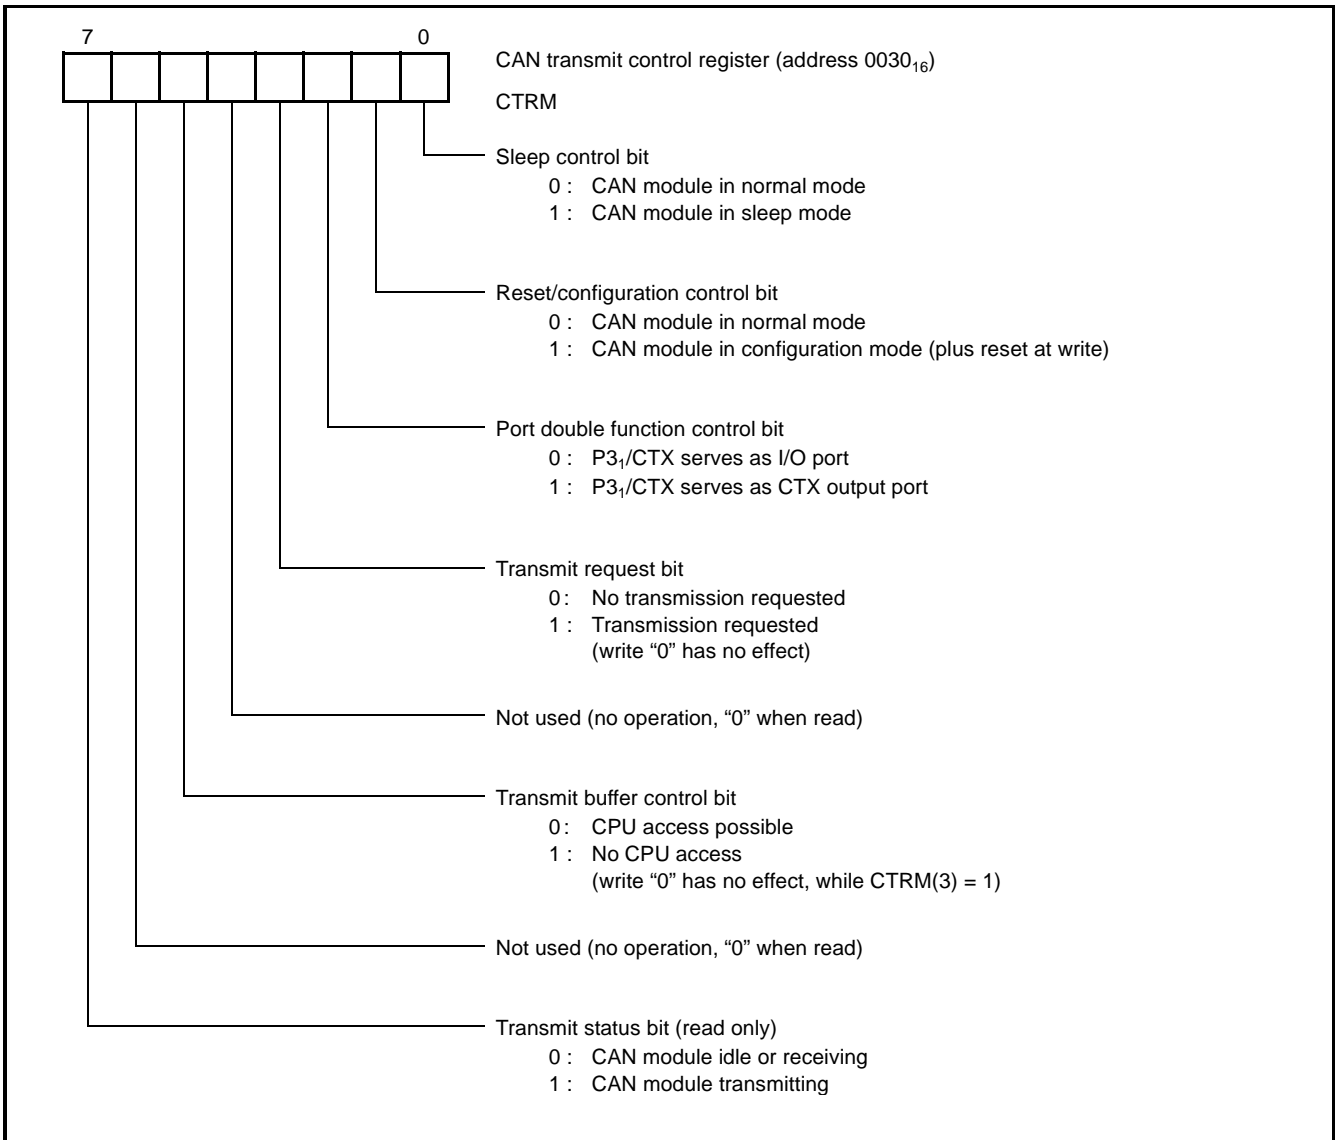 7 0
CAN transmit control register (address 0030₁₆)
CTRM
Sleep control bit
0 : CAN module in normal mode
1 : CAN module in sleep mode
Reset/configuration control bit
0 : CAN module in normal mode
1 : CAN module in configuration mode (plus reset at write)
Port double function control bit
0 : P3₁/CTX serves as I/O port
1 : P3₁/CTX serves as CTX output port
Transmit request bit
0 : No transmission requested
1 : Transmission requested
(write “0” has no effect)
Not used (no operation, “0” when read)
Transmit buffer control bit
0 : CPU access possible
1 : No CPU access
(write “0” has no effect, while CTRM(3) = 1)
Not used (no operation, “0” when read)
Transmit status bit (read only)
0 : CAN module idle or receiving
1 : CAN module transmitting